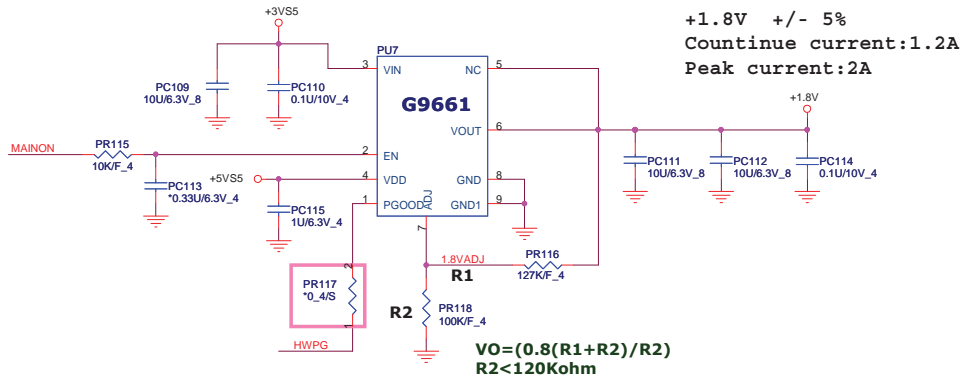 +1.8V +/- 5%
Countinue current:1.2A
Peak current:2A
+3VS5
PU7
3 VIN
NC 5
PC109
10U/6.3V_8
PC110
0.1U/10V_4
G9661
+1.8V
VOUT 6
MAINON
PR115
10K/F_4
2 EN
PC111
10U/6.3V_8
PC112
10U/6.3V_8
PC114
0.1U/10V_4
+5VS5
4 VDD
GND 8
PC113
*0.33U/6.3V_4
PC115
1U/6.3V_4
1 PGOOD
ADJ
GND1 9
7
1.8VADJ
R1
PR116
127K/F_4
2
PR117
*0_4/S
1
R2
PR118
100K/F_4
HWPG
VO=(0.8(R1+R2)/R2)
R2<120Kohm